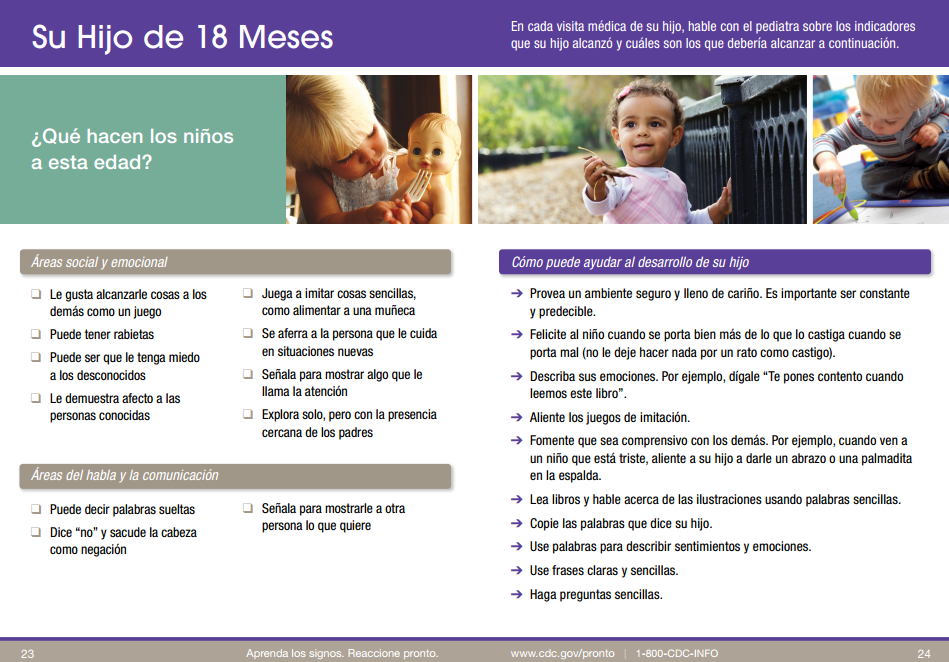 Su Hijo de 18 Meses
En cada visita médica de su hijo, hable con el pediatra sobre los indicadores
que su hijo alcanzó y cuáles son los que debería alcanzar a continuación.
¿Qué hacen los niños
a esta edad?
Áreas social y emocional
❏ Le gusta alcanzarle cosas a los
demás como un juego
❏ Puede tener rabietas
❏ Puede ser que le tenga miedo
a los desconocidos
❏ Le demuestra afecto a las
personas conocidas
❏ Juega a imitar cosas sencillas,
como alimentar a una muñeca
❏ Se aferra a la persona que le cuida
en situaciones nuevas
❏ Señala para mostrar algo que le
llama la atención
❏ Explora solo, pero con la presencia
cercana de los padres
Áreas del habla y la comunicación
❏ Puede decir palabras sueltas
❏ Dice “no” y sacude la cabeza
como negación
❏ Señala para mostrarle a otra
persona lo que quiere
Cómo puede ayudar al desarrollo de su hijo
➔ Provea un ambiente seguro y lleno de cariño. Es importante ser constante
y predecible.
➔ Felicite al niño cuando se porta bien más de lo que lo castiga cuando se
porta mal (no le deje hacer nada por un rato como castigo).
➔ Describa sus emociones. Por ejemplo, dígale “Te pones contento cuando
leemos este libro”.
➔ Aliente los juegos de imitación.
➔ Fomente que sea comprensivo con los demás. Por ejemplo, cuando ven a
un niño que está triste, aliente a su hijo a darle un abrazo o una palmadita
en la espalda.
➔ Lea libros y hable acerca de las ilustraciones usando palabras sencillas.
➔ Copie las palabras que dice su hijo.
➔ Use palabras para describir sentimientos y emociones.
➔ Use frases claras y sencillas.
➔ Haga preguntas sencillas.
23
Aprenda los signos. Reaccione pronto.
www.cdc.gov/pronto | 1-800-CDC-INFO
24